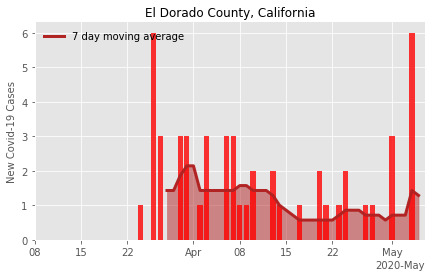 El Dorado County, California
7 day moving average
New Covid-19 Cases
6
5
4
3
2
1
0
08 15 22 Apr 08 15 22 May
2020-May